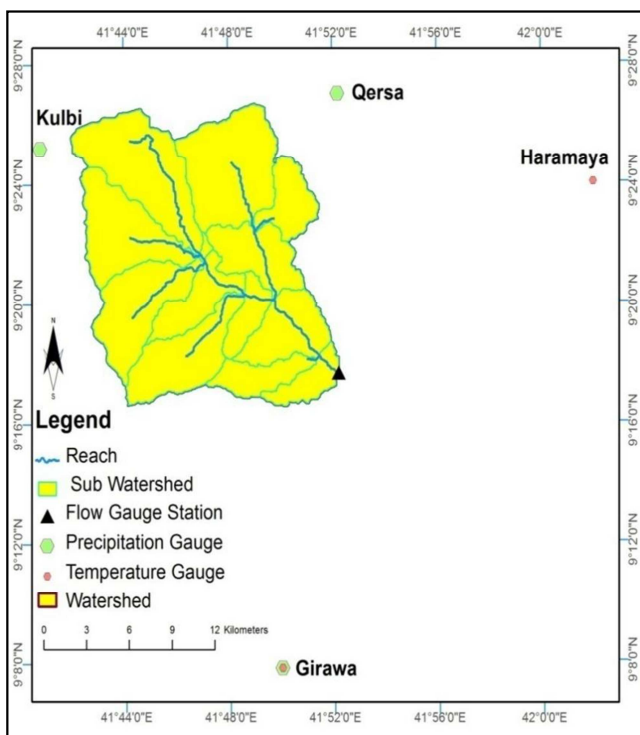 41°44'0"E 41°48'0"E 41°52'0"E 41°56'0"E 42°0'0"E
9°28'0"N 9°28'0"N
Qersa
Kulbi
Haramaya
9°24'0"N 9°24'0"N
9°20'0"N 9°20'0"N
N
S
9°16'0"N 9°16'0"N
Legend
Reach
Sub Watershed
Flow Gauge Station
Precipitation Gauge
Temperature Gauge
Watershed
9°12'0"N 9°12'0"N
0 3 6 9 12 Kilometers
9°8'0"N 9°8'0"N
Girawa
41°44'0"E 41°48'0"E 41°52'0"E 41°56'0"E 42°0'0"E